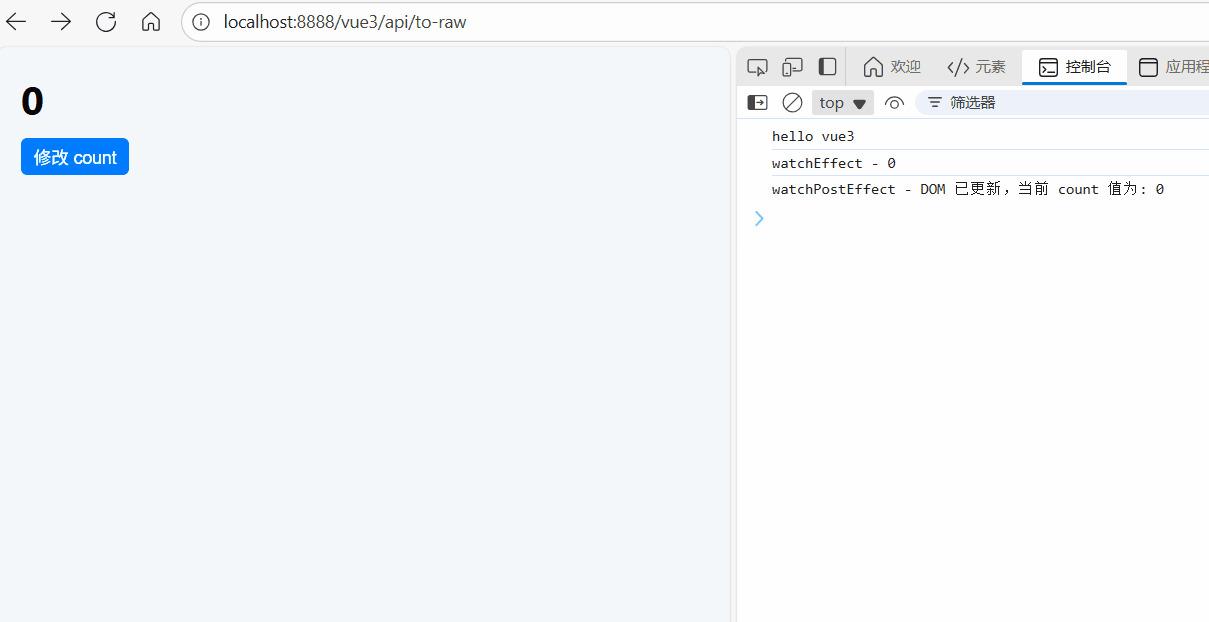 localhost:8888/vue3/api/to-raw
0
修改 count
欢迎 元素 控制台 应用程
top 筛选器
hello vue3
watchEffect - 0
watchPostEffect - DOM 已更新，当前 count 值为: 0